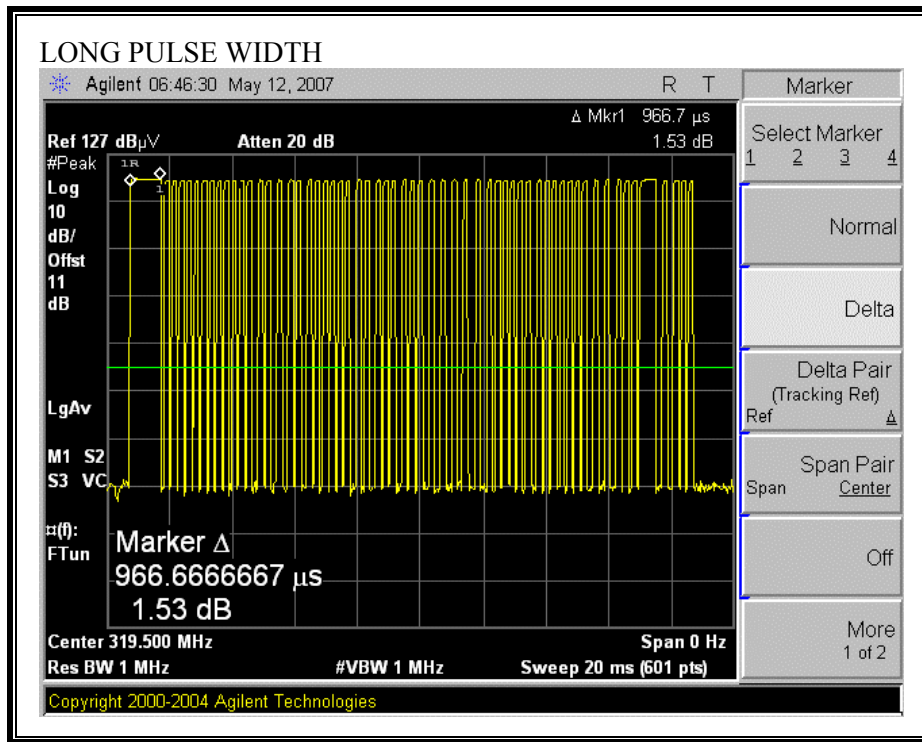 LONG PULSE WIDTH
Agilent 06:46:30 May 12, 2007 R T
Δ Mkr1 966.7 μs
Ref 127 dBμV Atten 20 dB 1.53 dB
#Peak
Log
10
dB/
Offst
11
dB
LgAv
M1 S2
S3 VC
¤(f):
FTun
1R
1
Marker Δ
966.6666667 μs
1.53 dB
Center 319.500 MHz Span 0 Hz
Res BW 1 MHz #VBW 1 MHz Sweep 20 ms (601 pts)
Copyright 2000-2004 Agilent Technologies
Marker
Select Marker
1 2 3 4
Normal
Delta
Delta Pair
(Tracking Ref)
Ref Δ
Span Pair
Span Center
Off
More
1 of 2